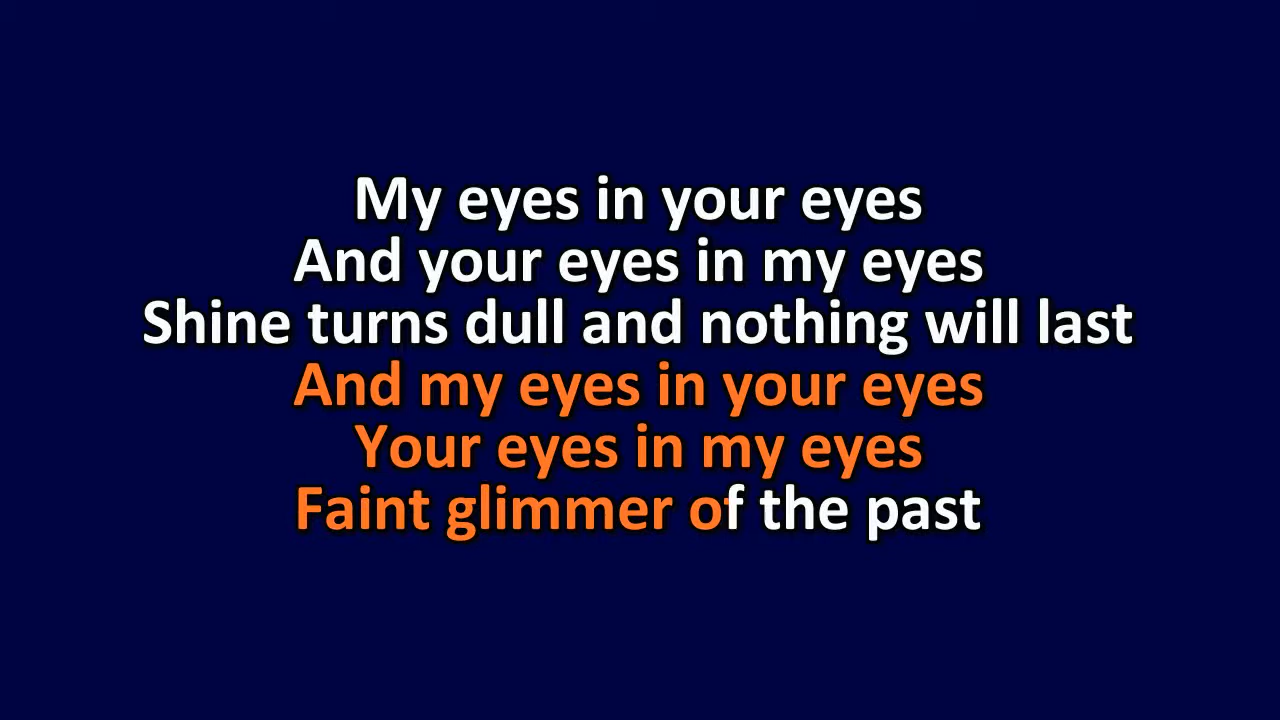 My eyes in your eyes
And your eyes in my eyes
Shine turns dull and nothing will last
And my eyes in your eyes
Your eyes in my eyes
Faint glimmer of the past